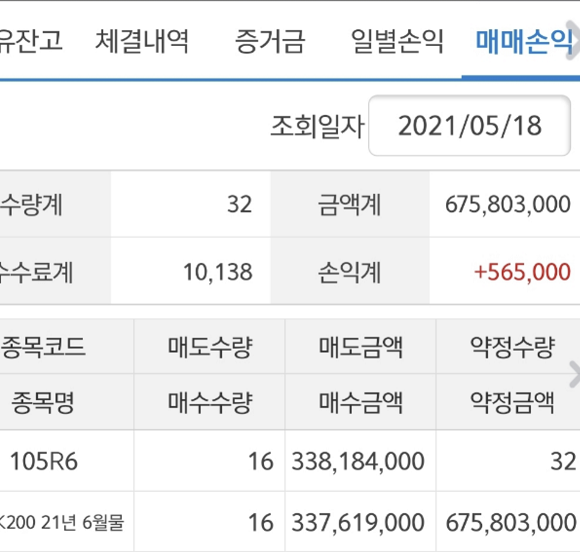 유잔고 체결내역 증거금 일별손익 매매손익
조회일자 2021/05/18
수량계 32 금액계 675,803,000
수수료계 10,138 손익계 +565,000
종목코드 매도수량 매도금액 약정수량
종목명 매수수량 매수금액 약정금액
105R6 16 338,184,000 32
K200 21년 6월물 16 337,619,000 675,803,000